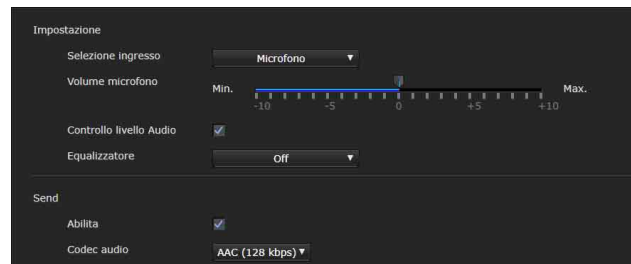 Impostazione
Selezione ingresso Microfono
Volume microfono Min. Max.
-10 -5 0 +5 +10
Controllo livello Audio
Equalizzatore Off
Send
Abilita
Codec audio AAC (128 kbps)